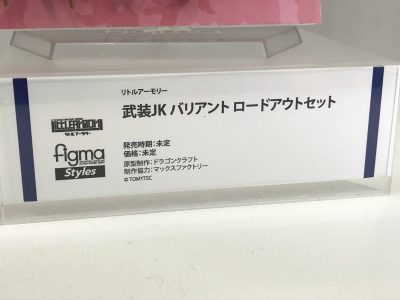 リトルアーモリー
武装JK バリアント ロードアウトセット
figma
Styles
発売時期：未定
価格：未定
原型制作：ドラゴンクラフト
制作協力：マックスファクトリー
© TOMYTEC